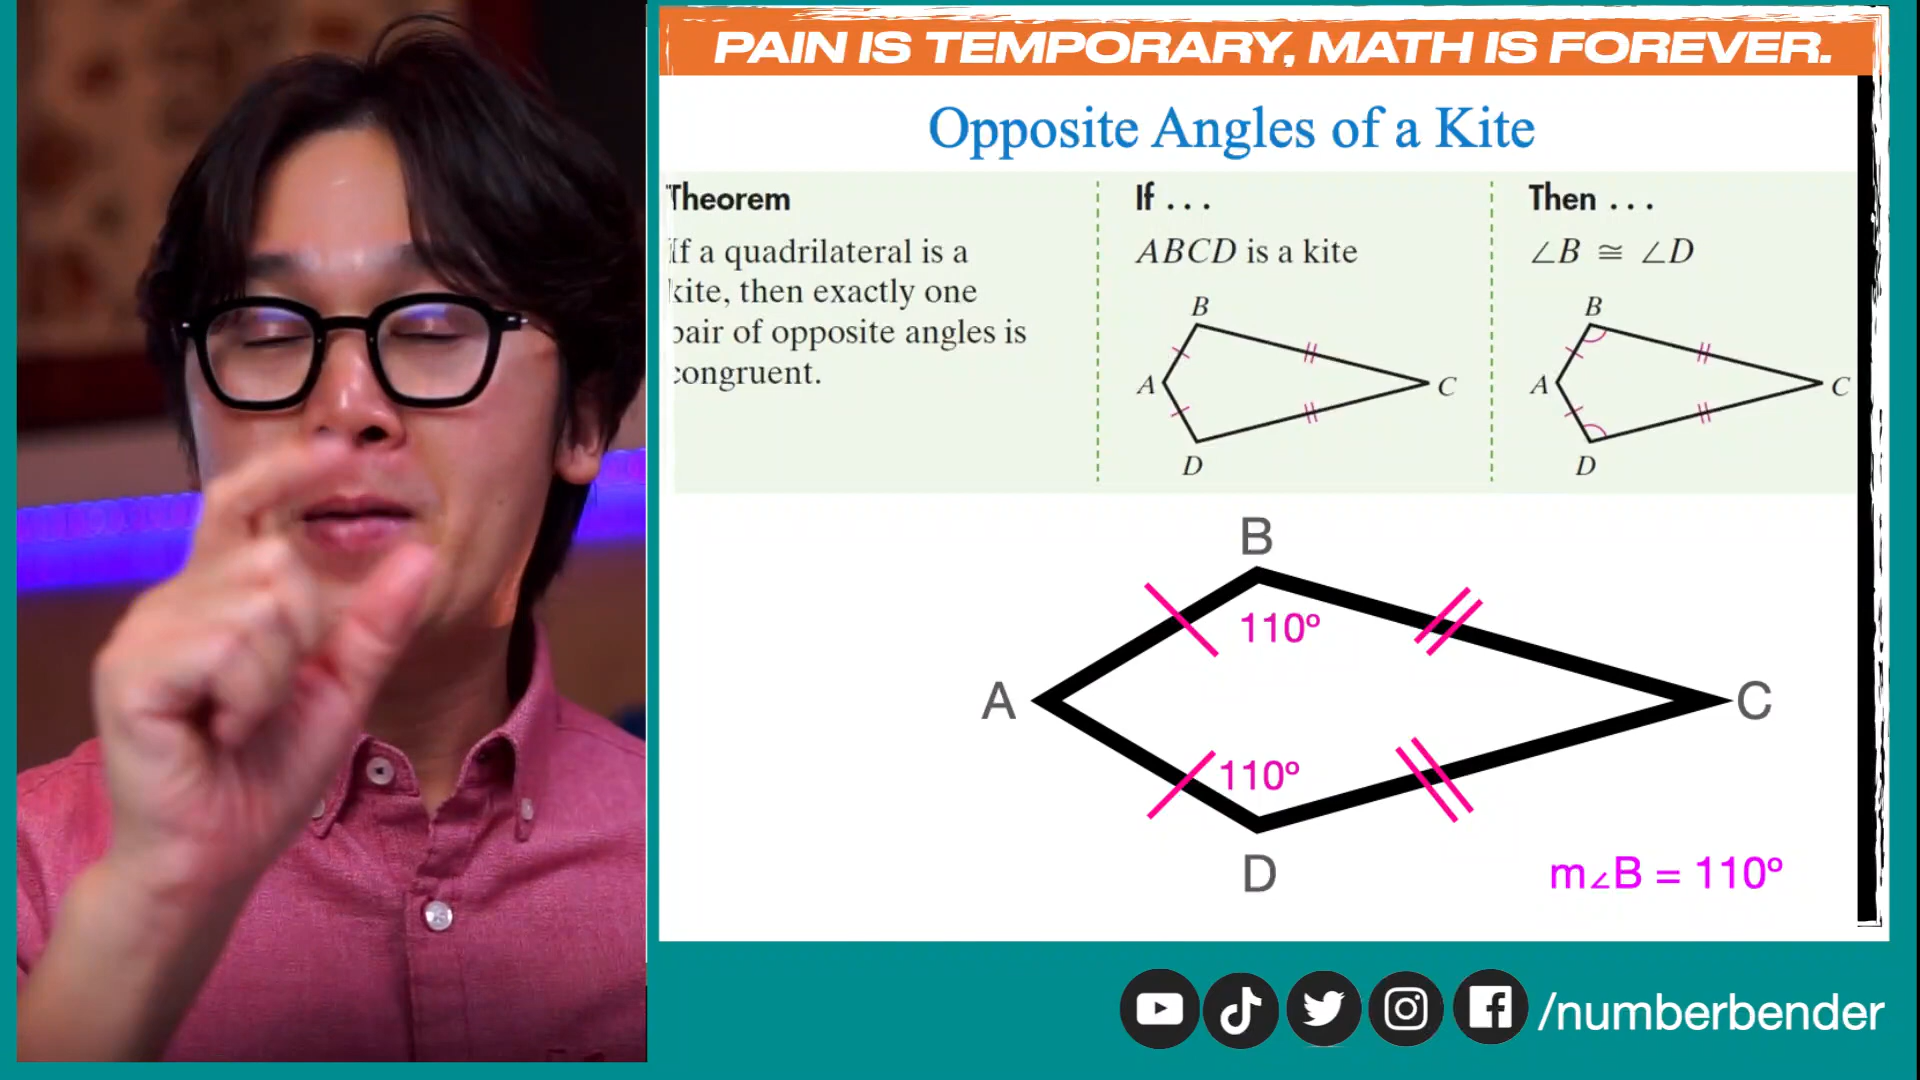 PAIN IS TEMPORARY, MATH IS FOREVER.
Opposite Angles of a Kite
Theorem
If a quadrilateral is a
kite, then exactly one
pair of opposite angles is
congruent.
If . . .
ABCD is a kite
B
A
C
D
Then . . .
∠B ≅ ∠D
B
A
C
D
B
110º
A
C
110º
D
m∠B = 110º
/numberbender